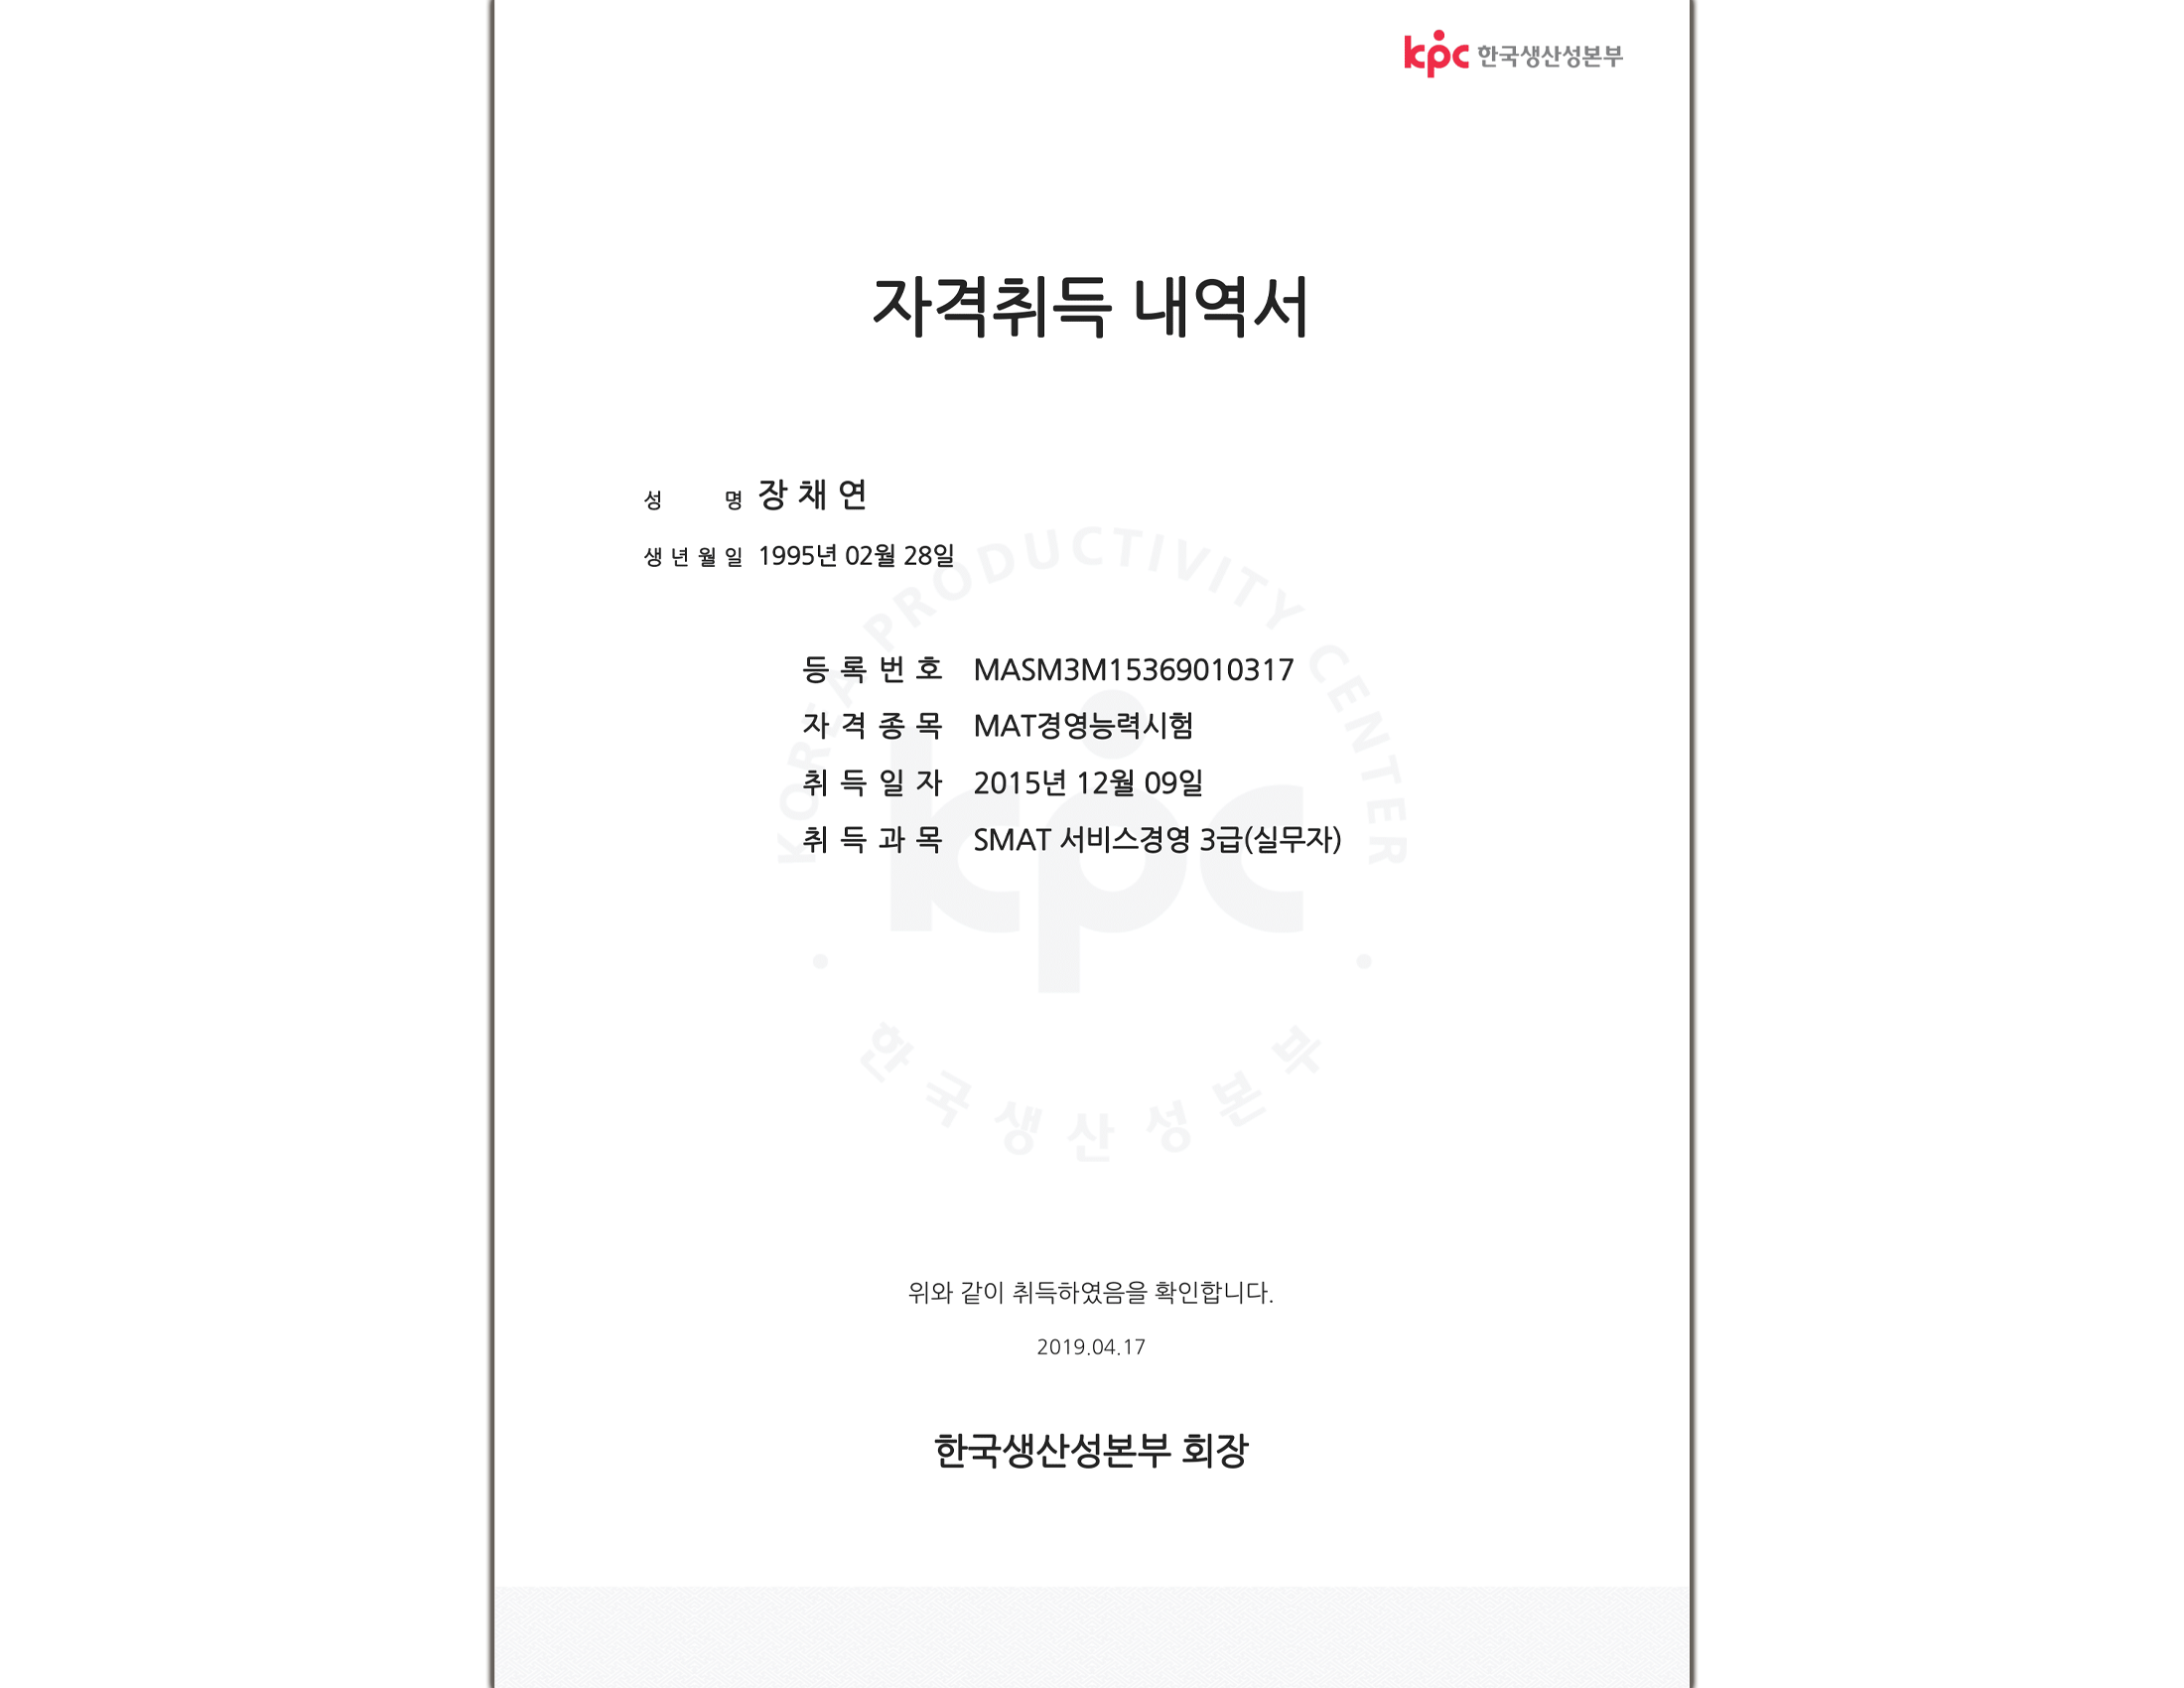 kpc 한국생산성본부
자격취득 내역서
성 명 장 채 연
생 년 월 일 1995년 02월 28일
등 록 번 호 MASM3M15369010317
자 격 종 목 MAT경영능력시험
취 득 일 자 2015년 12월 09일
취 득 과 목 SMAT 서비스경영 3급(실무자)
KOREA PRODUCTIVITY CENTER
kpc
한국생산성본부
위와 같이 취득하였음을 확인합니다.
2019.04.17
한국생산성본부 회장